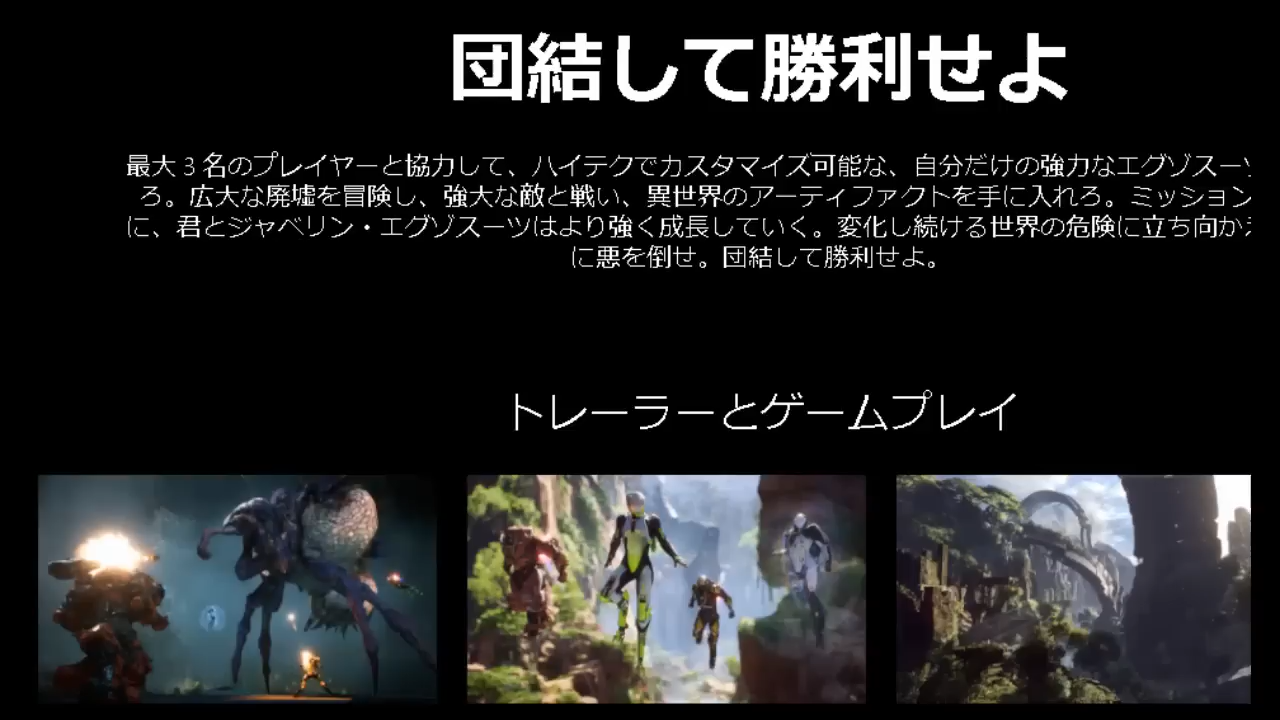 団結して勝利せよ
最大 3 名のプレイヤーと協力して、ハイテクでカスタマイズ可能な、自分だけの強力なエグゾスー
ろ。広大な廃墟を冒険し、強大な敵と戦い、異世界のアーティファクトを手に入れろ。ミッション
に、君とジャベリン・エグゾスーツはより強く成長していく。変化し続ける世界の危険に立ち向か
に悪を倒せ。団結して勝利せよ。
トレーラーとゲームプレイ